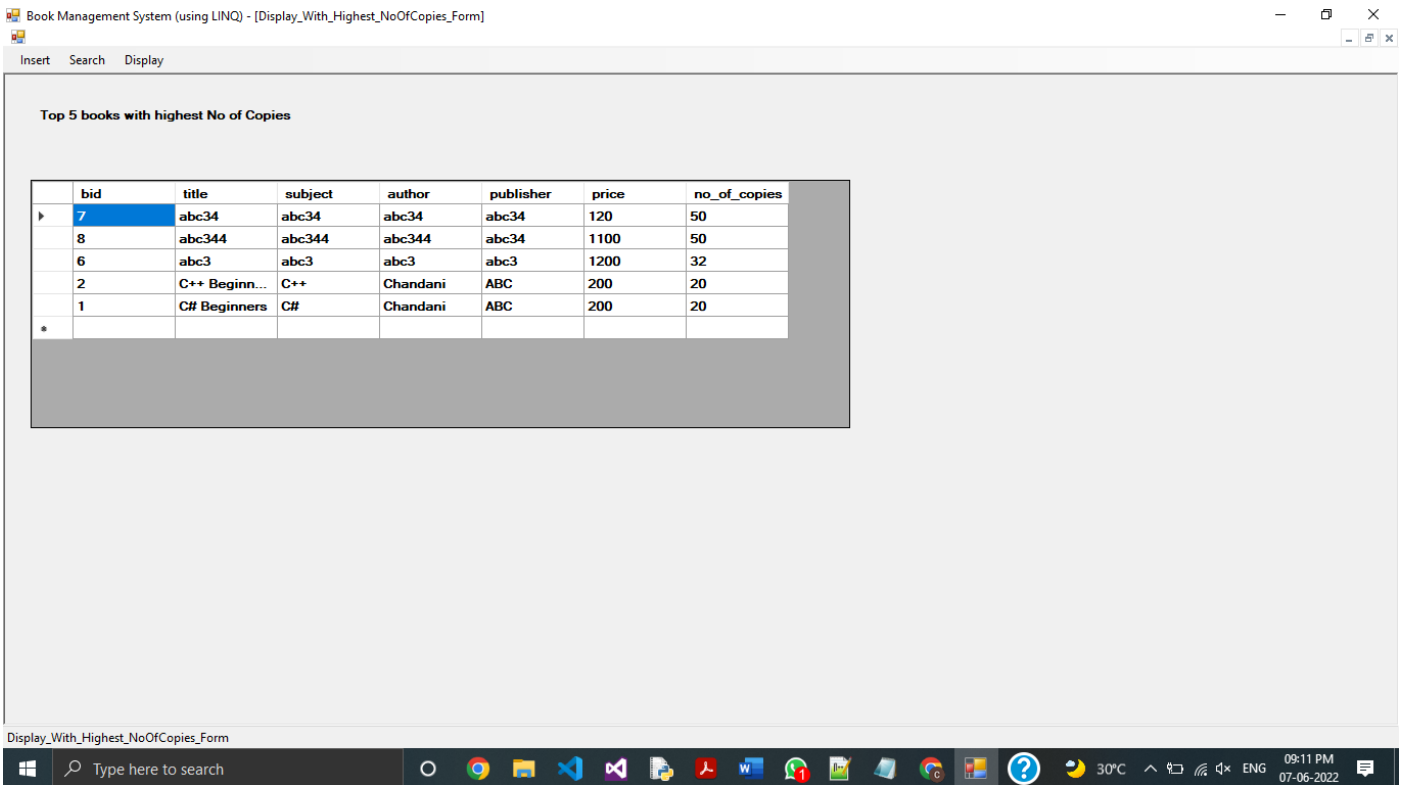 Book Management System (using LINQ) - [Display_With_Highest_NoOfCopies_Form]
Insert Search Display
Top 5 books with highest No of Copies
bid title subject author publisher price no_of_copies
7 abc34 abc34 abc34 abc34 120 50
8 abc344 abc344 abc344 abc34 1100 50
6 abc3 abc3 abc3 abc3 1200 32
2 C++ Beginn... C++ Chandani ABC 200 20
1 C# Beginners C# Chandani ABC 200 20
Display_With_Highest_NoOfCopies_Form
Type here to search 30°C ENG 09:11 PM
07-06-2022